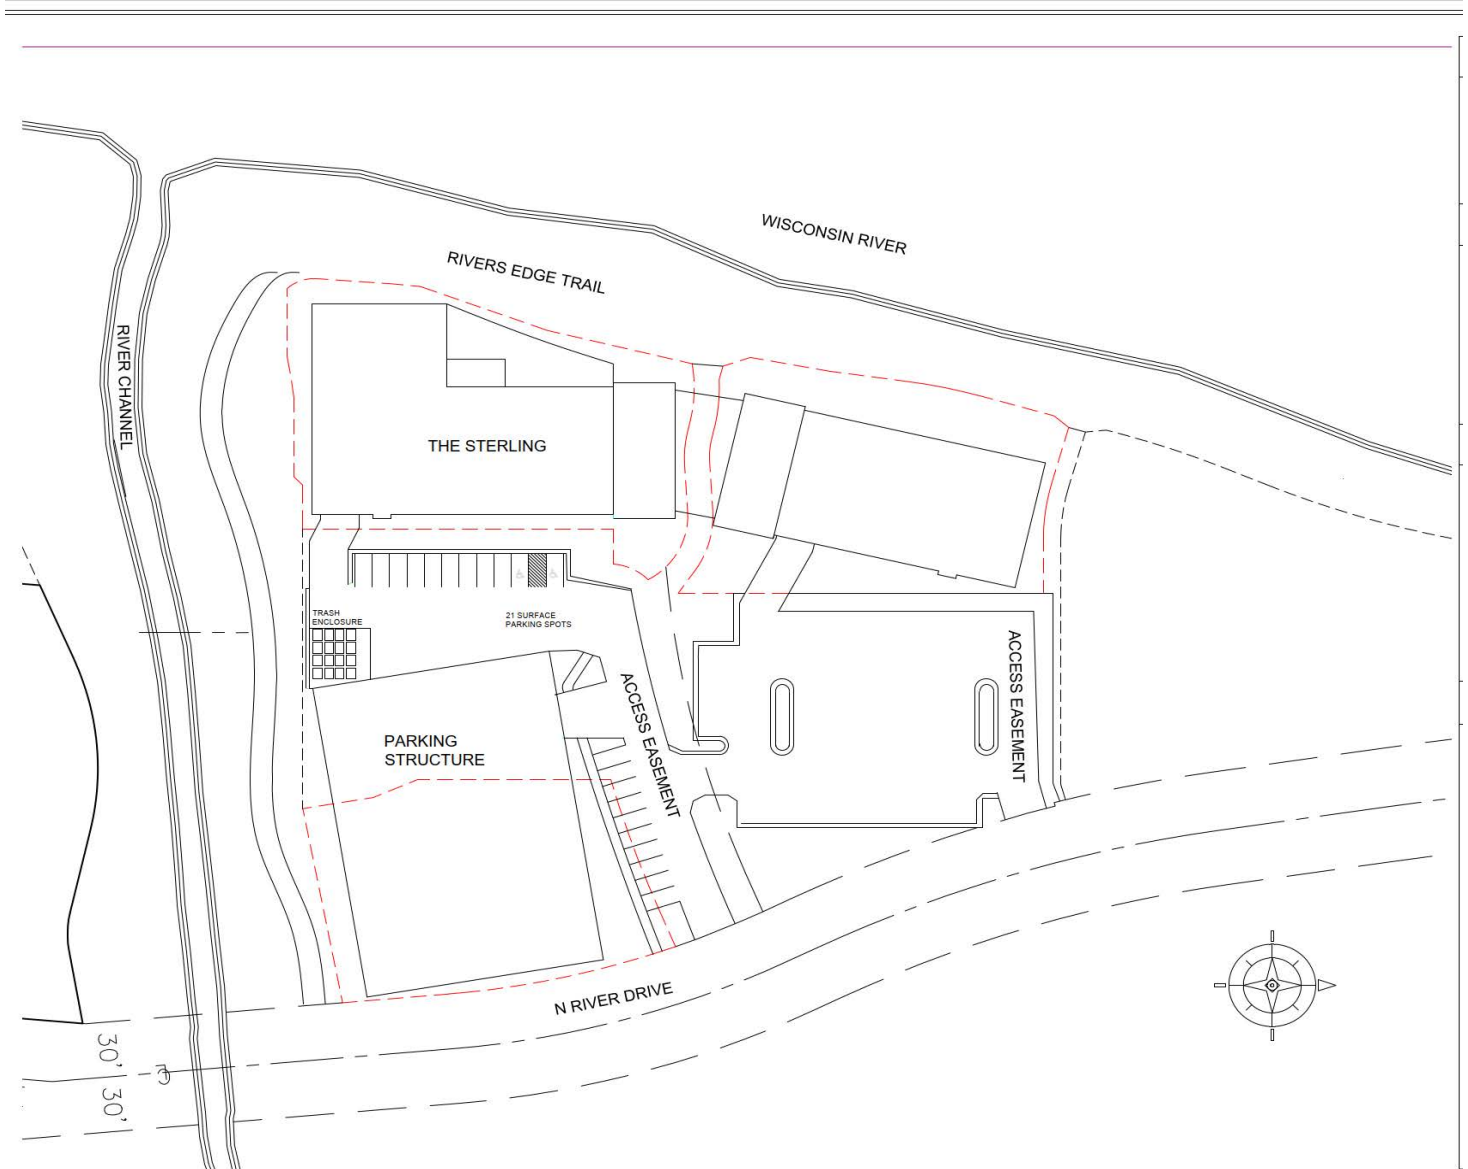 WISCONSIN RIVER
RIVERS EDGE TRAIL
RIVER CHANNEL
THE STERLING
TRASH
ENCLOSURE
21 SURFACE
PARKING SPOTS
ACCESS EASEMENT
ACCESS EASEMENT
PARKING
STRUCTURE
N RIVER DRIVE
30'
30'